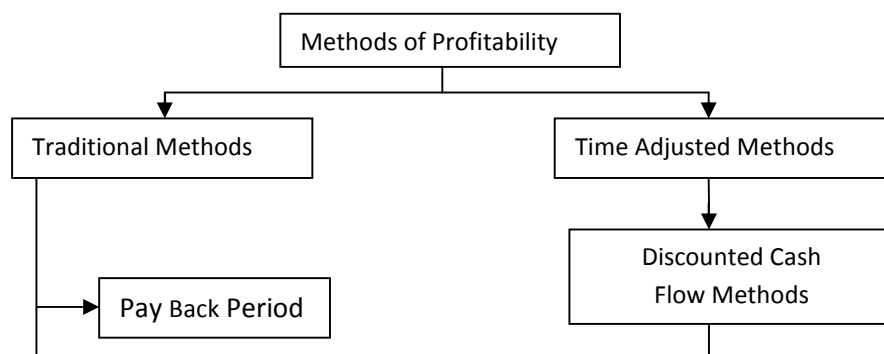 Methods of Profitability
Traditional Methods
Time Adjusted Methods
Discounted Cash
Flow Methods
Pay Back Period